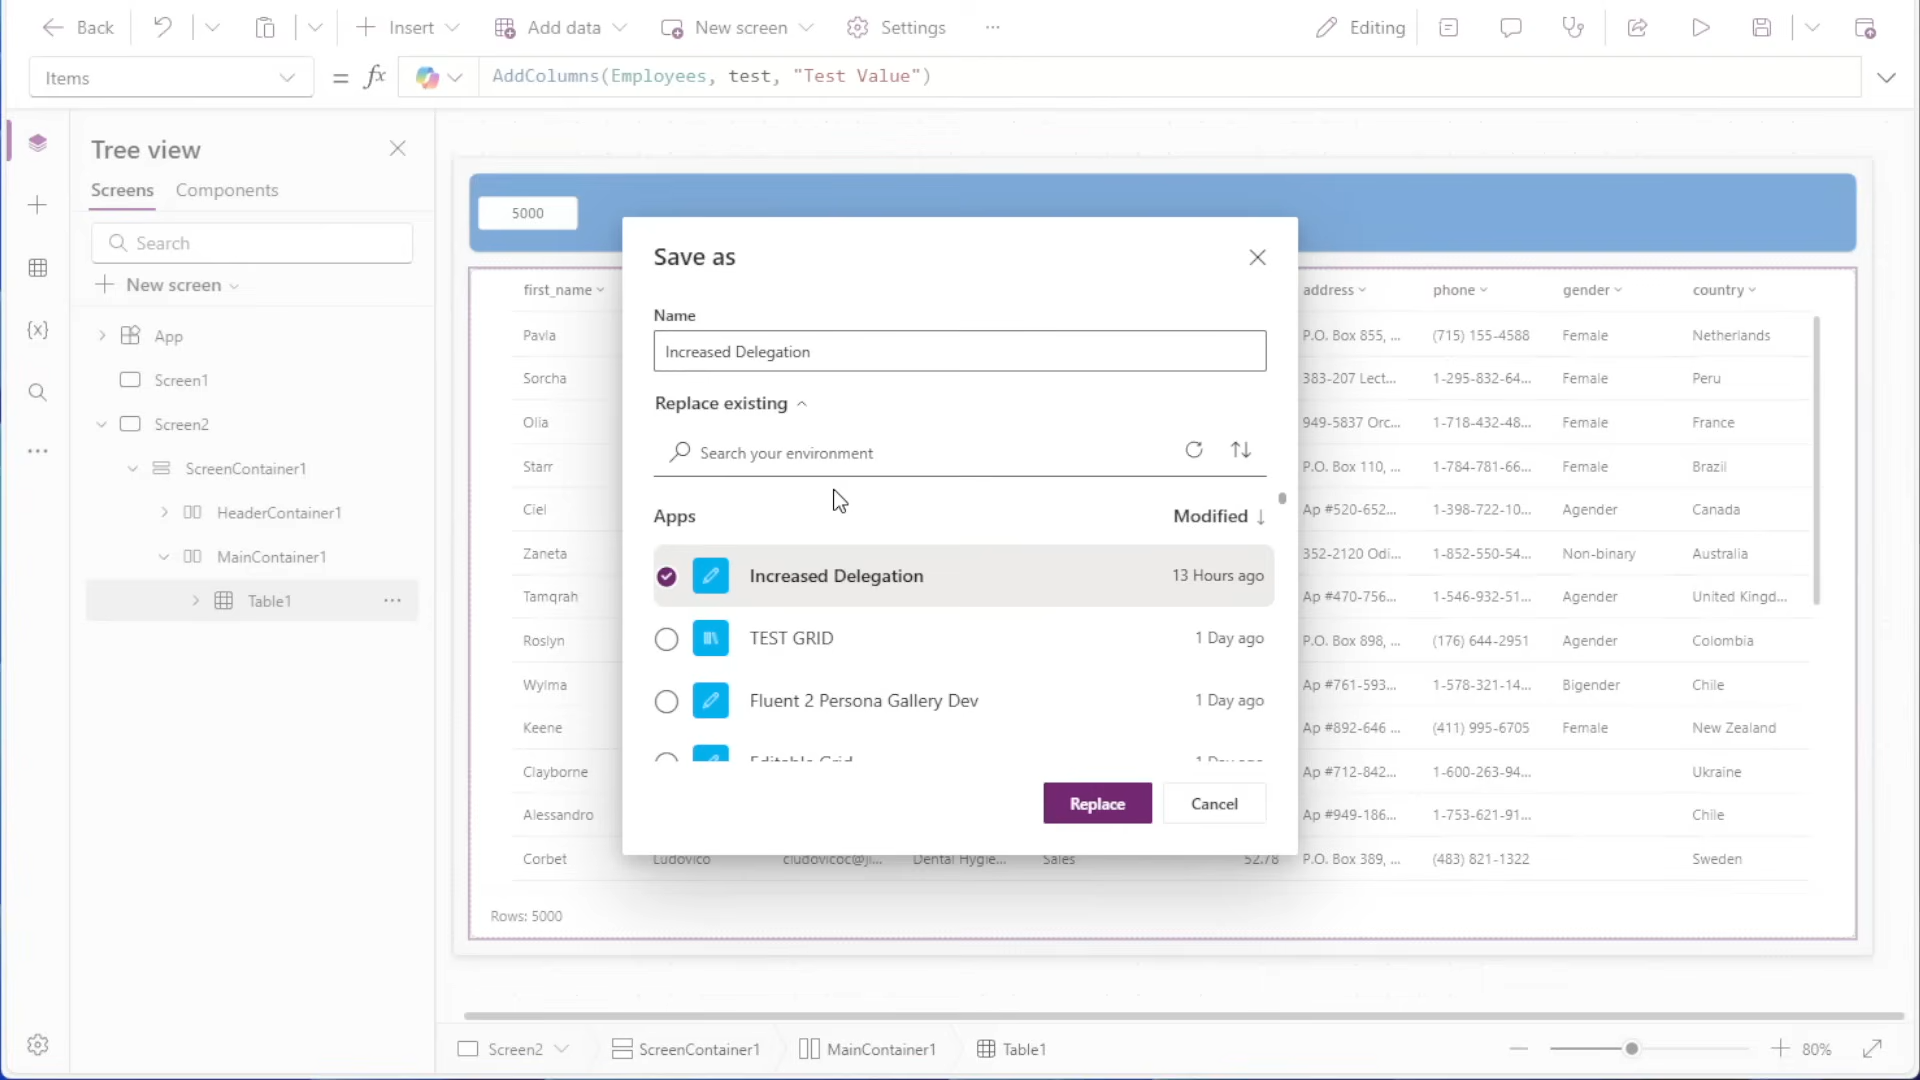 Back
Insert
Add data
New screen
Settings
Editing
Items
= fx
AddColumns(Employees, test, "Test Value")
Tree view
Screens Components
Search
New screen
App
Screen1
Screen2
ScreenContainer1
HeaderContainer1
MainContainer1
Table1
5000
Save as
Name
Increased Delegation
Replace existing
Search your environment
Apps Modified
Increased Delegation 13 Hours ago
TEST GRID 1 Day ago
Fluent 2 Persona Gallery Dev 1 Day ago
Editable Grid 1 Day ago
Replace Cancel
first_name address phone gender country
Pavla P.O. Box 855, ... (715) 155-4588 Female Netherlands
Sorcha 383-207 Lect... 1-295-832-64... Female Peru
Olia 949-5837 Orc... 1-718-432-48... Female France
Starr P.O. Box 110, ... 1-784-781-66... Female Brazil
Ciel Ap #520-652... 1-398-722-10... Agender Canada
Zaneta 352-2120 Odi... 1-852-550-54... Non-binary Australia
Tamqrah Ap #470-756... 1-546-932-51... Agender United Kingd...
Roslyn P.O. Box 898, ... (176) 644-2951 Agender Colombia
Wylma Ap #761-593... 1-578-321-14... Bigender Chile
Keene Ap #892-646 ... (411) 995-6705 Female New Zealand
Clayborne Ap #712-842... 1-600-263-94... Ukraine
Alessandro Ap #949-186... 1-753-621-91... Chile
Corbet Ludovico cludovicoc@ji... Dental Hygie... Sales 52.78 P.O. Box 389, ... (483) 821-1322 Sweden
Rows: 5000
Screen2 ScreenContainer1 MainContainer1 Table1
80%